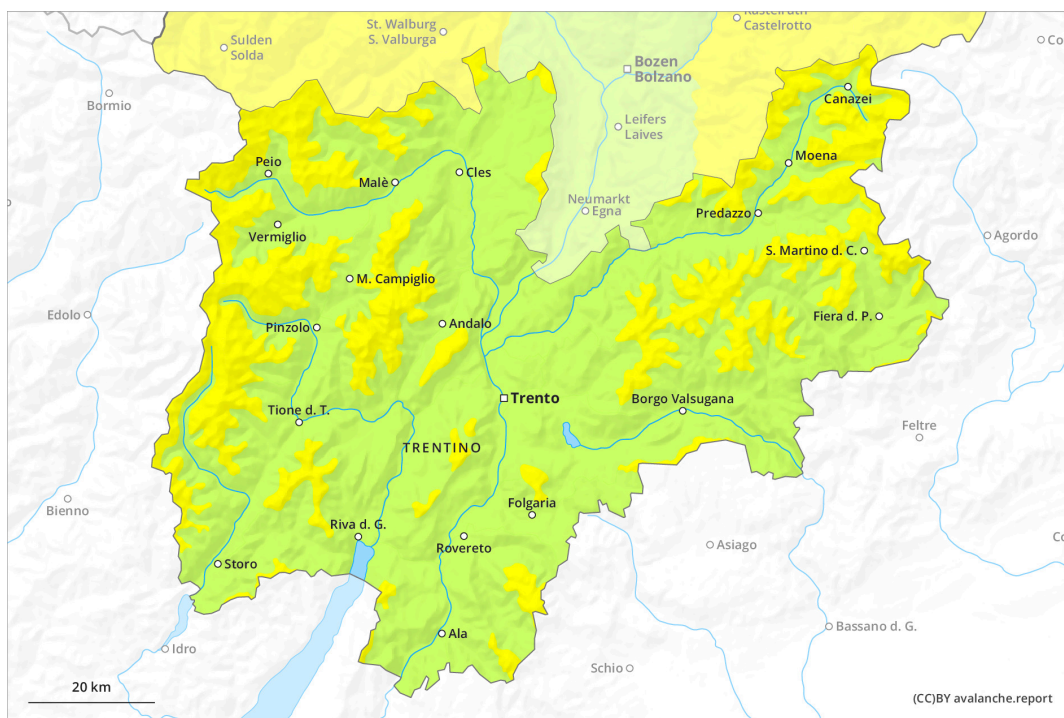 Kastelruth
Castelrotto
St. Walburg
S. Valburga
Sulden
Solda
Bozen
Bolzano
Bormio
Canazei
Leifers
Laives
Moena
Peio
Malè
Cles
Neumarkt
Egna
Predazzo
Vermiglio
Agordo
S. Martino d. C.
M. Campiglio
Edolo
Pinzolo
Andalo
Fiera d. P.
Trento
Borgo Valsugana
Tione d. T.
Feltre
TRENTINO
Bienno
Folgaria
Riva d. G.
Rovereto
Asiago
Storo
Ala
Bassano d. G.
Idro
Schio
20 km
(CC)BY avalanche.report